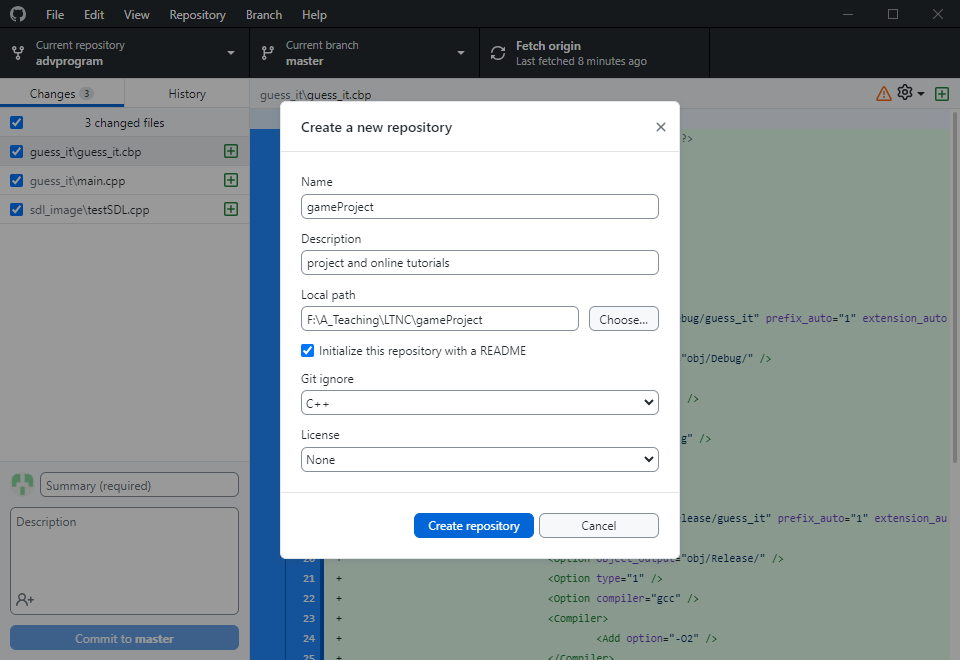 File Edit View Repository Branch Help
Current repository
advprogram
Current branch
master
Fetch origin
Last fetched 8 minutes ago
Changes 3
History
guess_it\guess_it.cbp
3 changed files
guess_it\guess_it.cbp
guess_it\main.cpp
sdl_image\testSDL.cpp
Summary (required)
Description
Commit to master
Create a new repository
Name
gameProject
Description
project and online tutorials
Local path
F:\A_Teaching\LTNC\gameProject
Choose...
Initialize this repository with a README
Git ignore
C++
License
None
Create repository
Cancel
?>
bug/guess_it" prefix_auto="1" extension_auto
"obj/Debug/" />
/>
g" />
lease/guess_it" prefix_auto="1" extension_au
20 + <Option object_output="obj/Release/" />
21 + <Option type="1" />
22 + <Option compiler="gcc" />
23 + <Compiler>
24 + <Add option="-O2" />
25 + </Compiler>